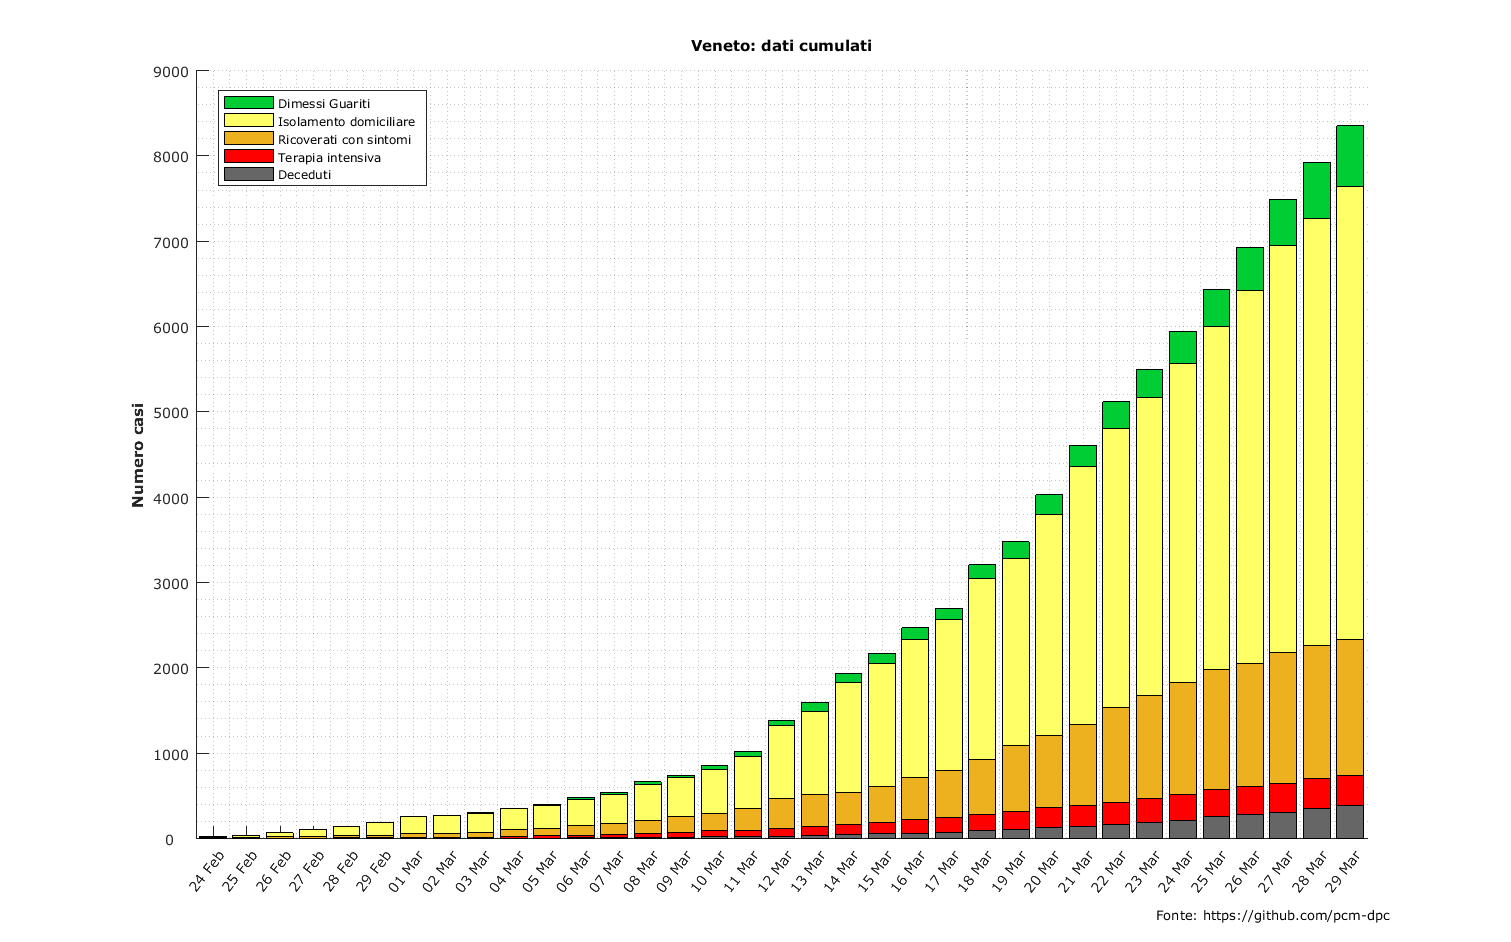 Veneto: dati cumulati
9000
8000
7000
6000
5000
4000
3000
2000
1000
0
Numero casi
Dimessi Guariti
Isolamento domiciliare
Ricoverati con sintomi
Terapia intensiva
Deceduti
24 Feb
25 Feb
26 Feb
27 Feb
28 Feb
29 Feb
01 Mar
02 Mar
03 Mar
04 Mar
05 Mar
06 Mar
07 Mar
08 Mar
09 Mar
10 Mar
11 Mar
12 Mar
13 Mar
14 Mar
15 Mar
16 Mar
17 Mar
18 Mar
19 Mar
20 Mar
21 Mar
22 Mar
23 Mar
24 Mar
25 Mar
26 Mar
27 Mar
28 Mar
29 Mar
Fonte: https://github.com/pcm-dpc